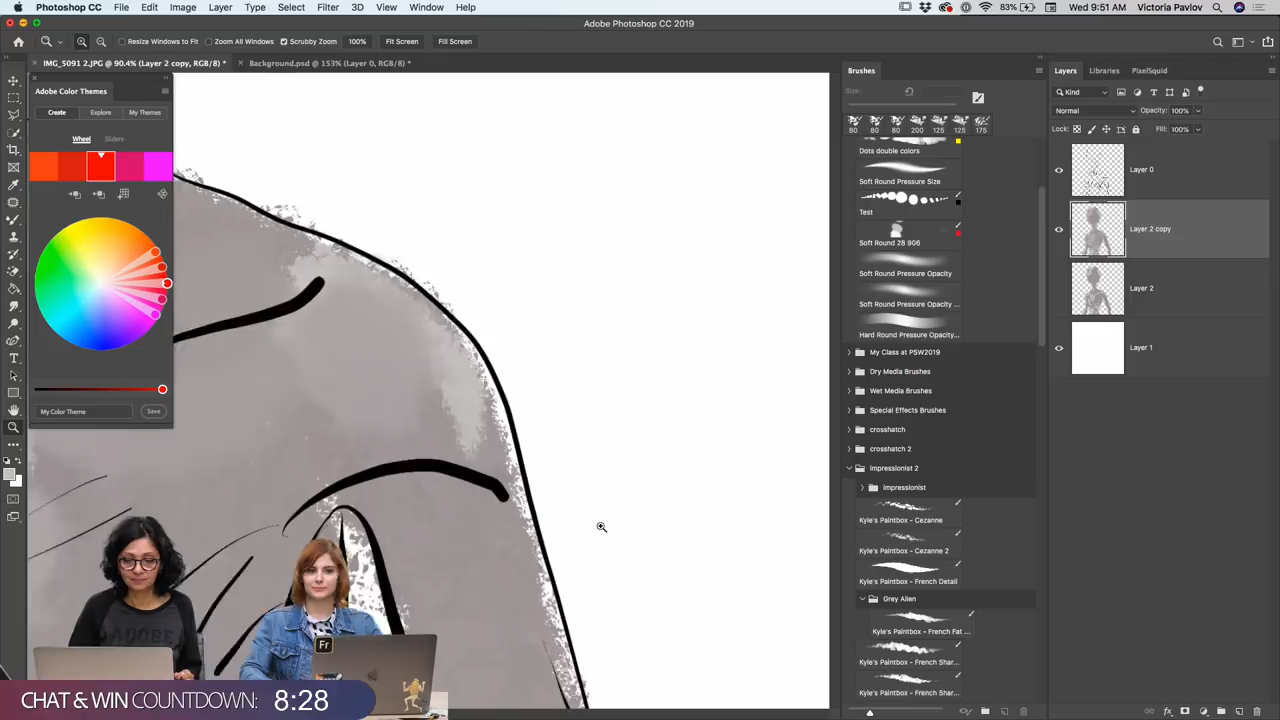 Photoshop CC File Edit Image Layer Type Select Filter 3D View Window Help 83% Wed 9:51 AM Victoria Pavlov
Adobe Photoshop CC 2019
Resize Windows to Fit Zoom All Windows Scrubby Zoom 100% Fit Screen Fill Screen
IMG_5091 2.JPG @ 90.4% (Layer 2 copy, RGB/8) * Background.psd @ 153% (Layer 0, RGB/8) *
Adobe Color Themes
Create Explore My Themes
Wheel Sliders
My Color Theme Save
Brushes
Size:
80 80 80 200 125 125 175
Dots double colors
Soft Round Pressure Size
Test
Soft Round 28 906
Soft Round Pressure Opacity
Soft Round Pressure Opacity ...
Hard Round Pressure Opacity...
My Class at PSW2019
Dry Media Brushes
Wet Media Brushes
Special Effects Brushes
crosshatch
crosshatch 2
Impressionist 2
Impressionist
Kyle's Paintbox - Cezanne
Kyle's Paintbox - Cezanne 2
Kyle's Paintbox - French Detail
Grey Allen
Kyle's Paintbox - French Fat ...
Kyle's Paintbox - French Shar...
Kyle's Paintbox - French Shar...
Layers Libraries PixelSquid
Kind
Normal Opacity: 100%
Lock: Fill: 100%
Layer 0
Layer 2 copy
Layer 2
Layer 1
ADOBE
Fr
CHAT & WIN COUNTDOWN: 8:28